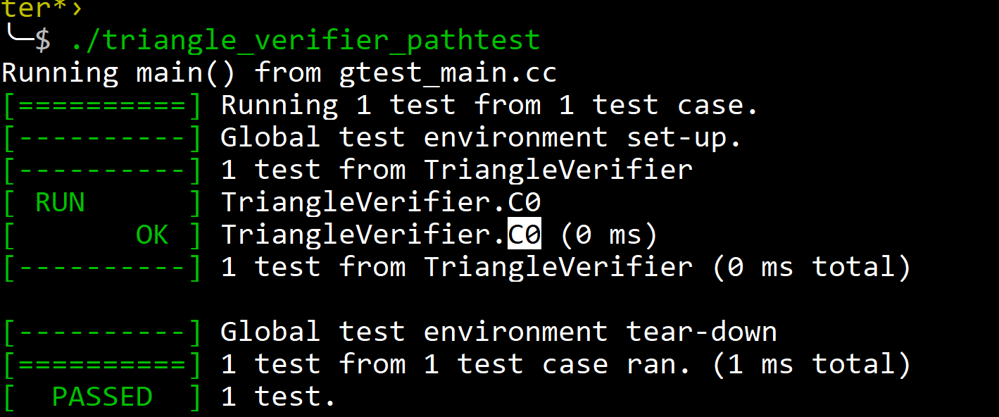 ter*›
╰─$ ./triangle_verifier_pathtest
Running main() from gtest_main.cc
[==========] Running 1 test from 1 test case.
[----------] Global test environment set-up.
[----------] 1 test from TriangleVerifier
[ RUN      ] TriangleVerifier.C0
[       OK ] TriangleVerifier.C0 (0 ms)
[----------] 1 test from TriangleVerifier (0 ms total)
[----------] Global test environment tear-down
[==========] 1 test from 1 test case ran. (1 ms total)
[  PASSED  ] 1 test.